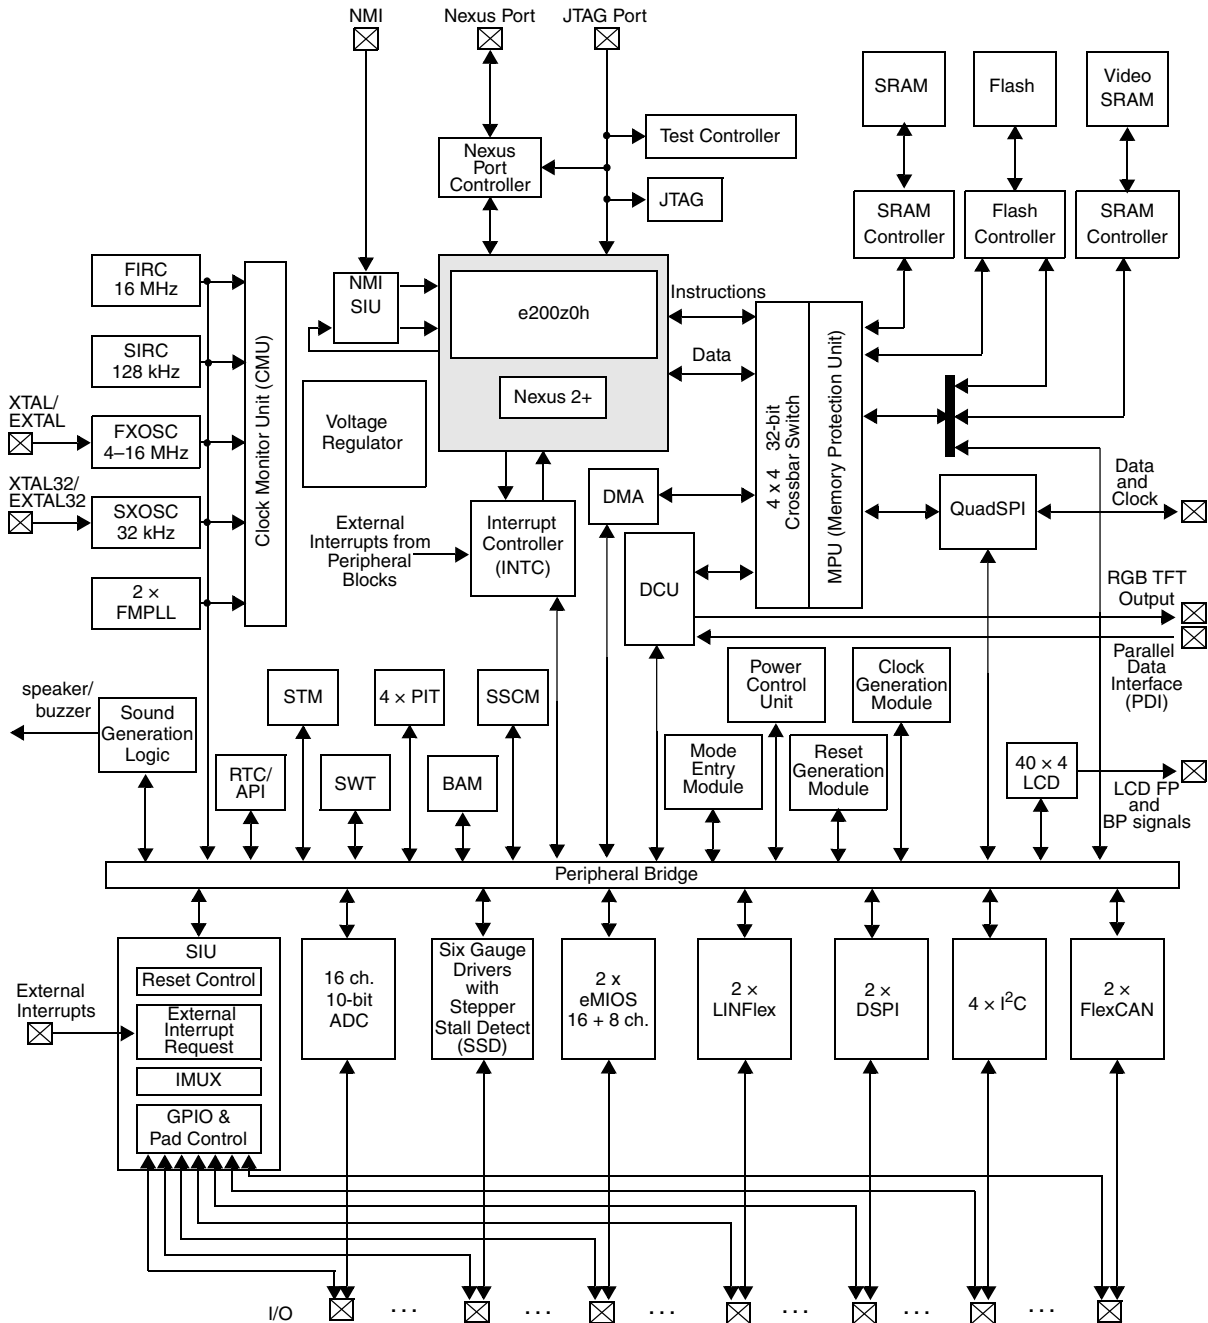 NMI
Nexus Port
JTAG Port
SRAM
Flash
Video
SRAM
Test Controller
Nexus
Port
Controller
JTAG
SRAM
Controller
Flash
Controller
SRAM
Controller
FIRC
16 MHz
SIRC
128 kHz
XTAL/
EXTAL
FXOSC
4–16 MHz
XTAL32/
EXTAL32
SXOSC
32 kHz
2 ×
FMPLL
Clock Monitor Unit (CMU)
NMI
SIU
e200z0h
Nexus 2+
Voltage
Regulator
Instructions
Data
4 x 4 32-bit
Crossbar Switch
MPU (Memory Protection Unit)
External
Interrupts from
Peripheral
Blocks
Interrupt
Controller
(INTC)
DMA
DCU
QuadSPI
Data
and
Clock
RGB TFT
Output
Parallel
Data
Interface
(PDI)
speaker/
buzzer
Sound
Generation
Logic
STM
4 × PIT
SSCM
RTC/
API
SWT
BAM
Power
Control
Unit
Clock
Generation
Module
Mode
Entry
Module
Reset
Generation
Module
40 × 4
LCD
LCD FP
and
BP signals
Peripheral Bridge
SIU
Reset Control
External
Interrupt
Request
IMUX
GPIO &
Pad Control
External
Interrupts
16 ch.
10-bit
ADC
Six Gauge
Drivers
with
Stepper
Stall Detect
(SSD)
2 x
eMIOS
16 + 8 ch.
2 ×
LINFlex
2 ×
DSPI
4 × I²C
2 ×
FlexCAN
I/O ... ... ... ... ... ...